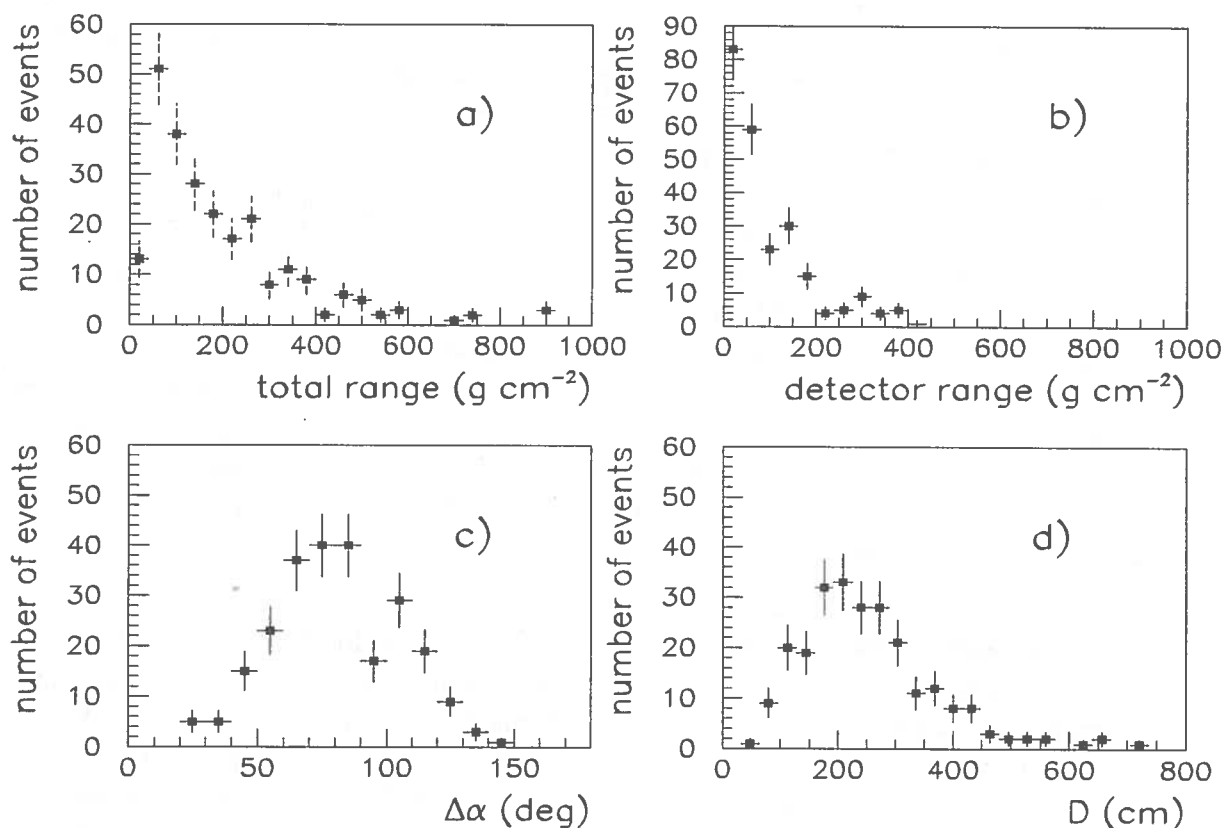 number of events
60
50
40
30
20
10
0
a)
0 200 400 600 800 1000
total range (g cm⁻²)
number of events
90
80
70
60
50
40
30
20
10
0
b)
0 200 400 600 800 1000
detector range (g cm⁻²)
number of events
60
50
40
30
20
10
0
c)
0 50 100 150
Δα (deg)
number of events
60
50
40
30
20
10
0
d)
0 200 400 600 800
D (cm)